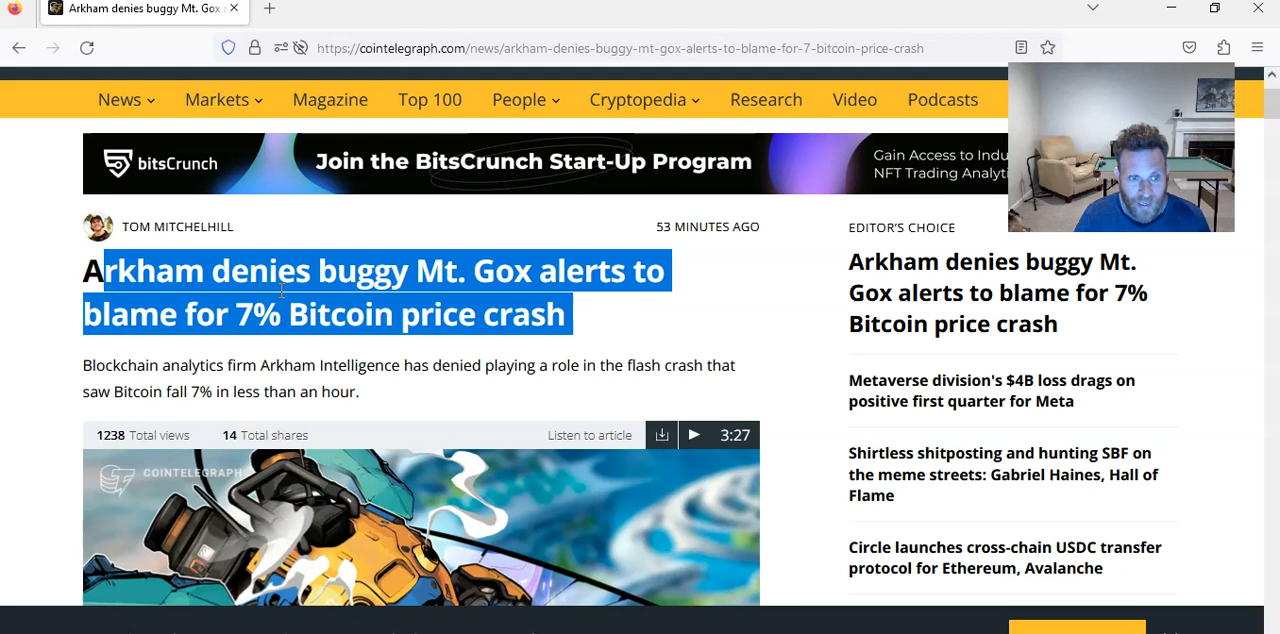 Arkham denies buggy Mt. Gox a
https://cointelegraph.com/news/arkham-denies-buggy-mt-gox-alerts-to-blame-for-7-bitcoin-price-crash
News Markets Magazine Top 100 People Cryptopedia Research Video Podcasts
bitsCrunch Join the BitsCrunch Start-Up Program
Gain Access to Indu
NFT Trading Analyti
TOM MITCHELHILL 53 MINUTES AGO
Arkham denies buggy Mt. Gox alerts to
blame for 7% Bitcoin price crash
Blockchain analytics firm Arkham Intelligence has denied playing a role in the flash crash that
saw Bitcoin fall 7% in less than an hour.
1238 Total views 14 Total shares Listen to article 3:27
COINTELEGRAPH
EDITOR'S CHOICE
Arkham denies buggy Mt.
Gox alerts to blame for 7%
Bitcoin price crash
Metaverse division's $4B loss drags on
positive first quarter for Meta
Shirtless shitposting and hunting SBF on
the meme streets: Gabriel Haines, Hall of
Flame
Circle launches cross-chain USDC transfer
protocol for Ethereum, Avalanche